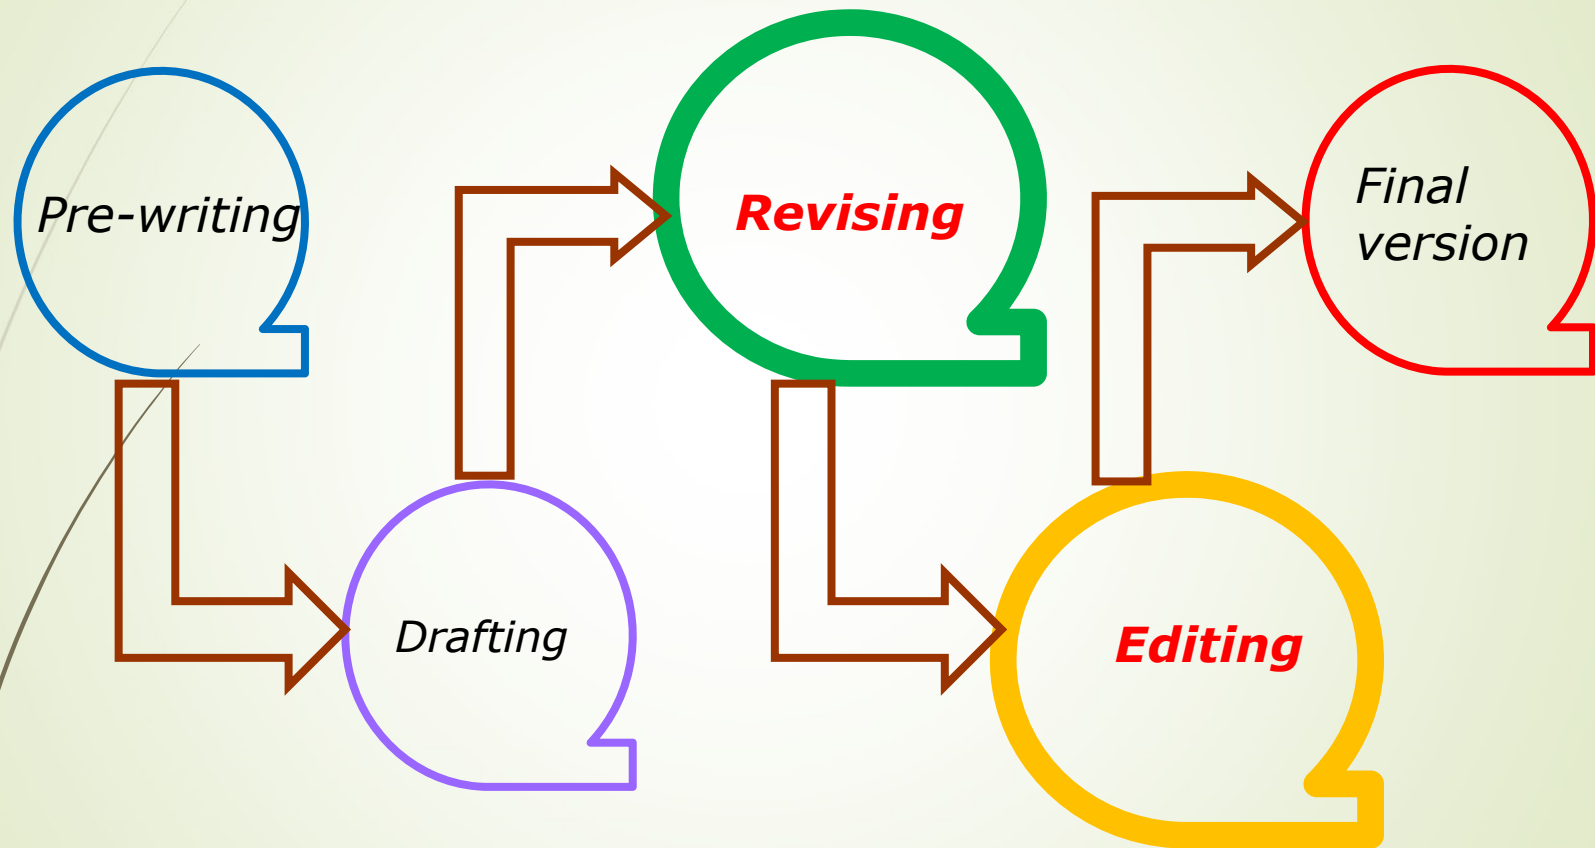 Pre-writing
Drafting
Revising
Editing
Final
version